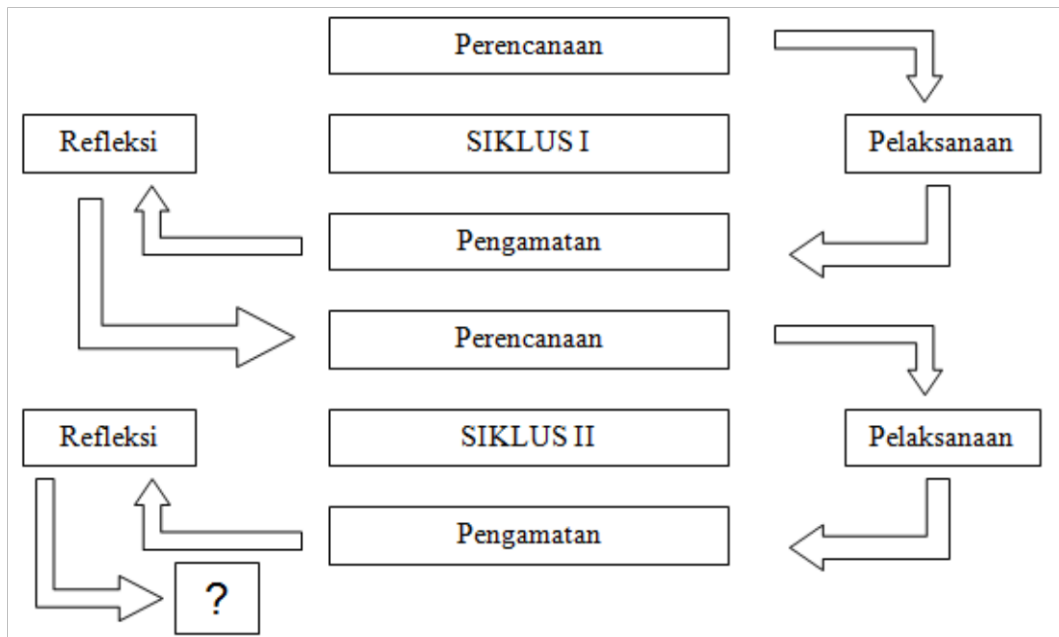 Perencanaan
Refleksi
SIKLUS I
Pelaksanaan
Pengamatan
Perencanaan
Refleksi
SIKLUS II
Pelaksanaan
Pengamatan
?